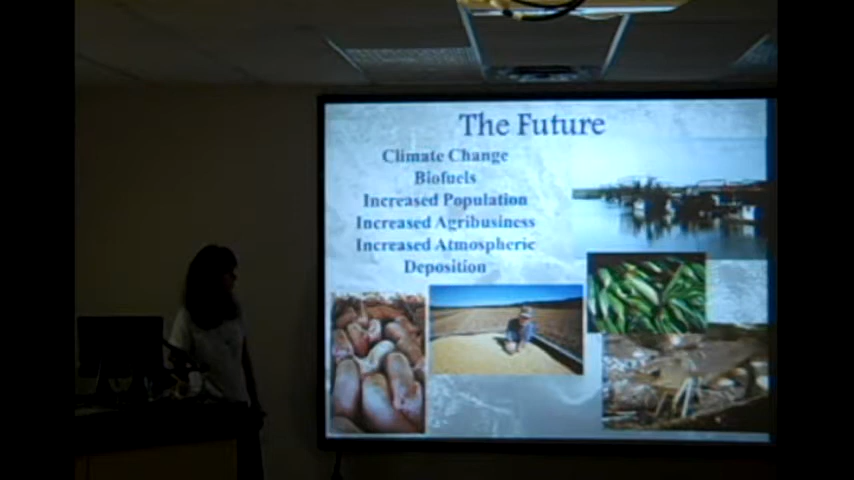 The Future
Climate Change
Biofuels
Increased Population
Increased Agribusiness
Increased Atmospheric
Deposition